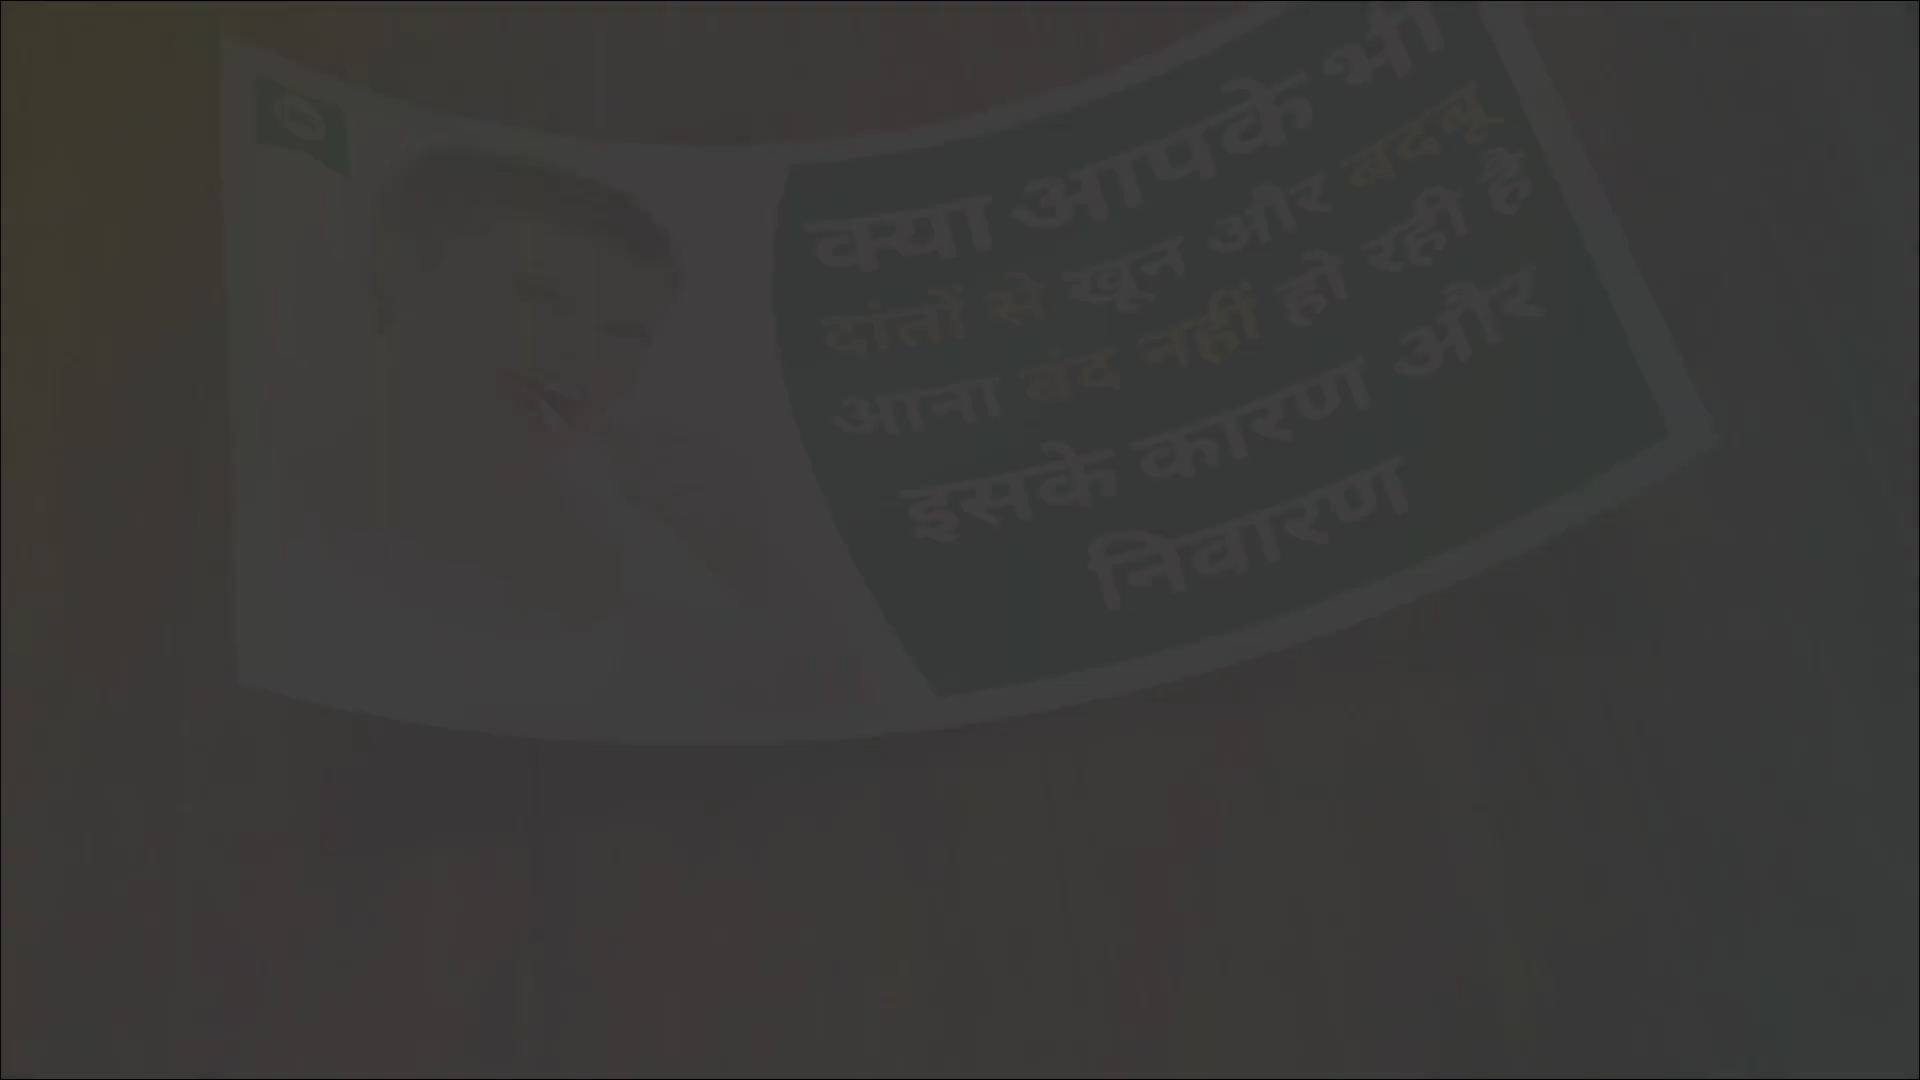 क्या आपके भी
दांतों से खून और बदबू
आना बंद नहीं हो रही है
इसके कारण और
निवारण